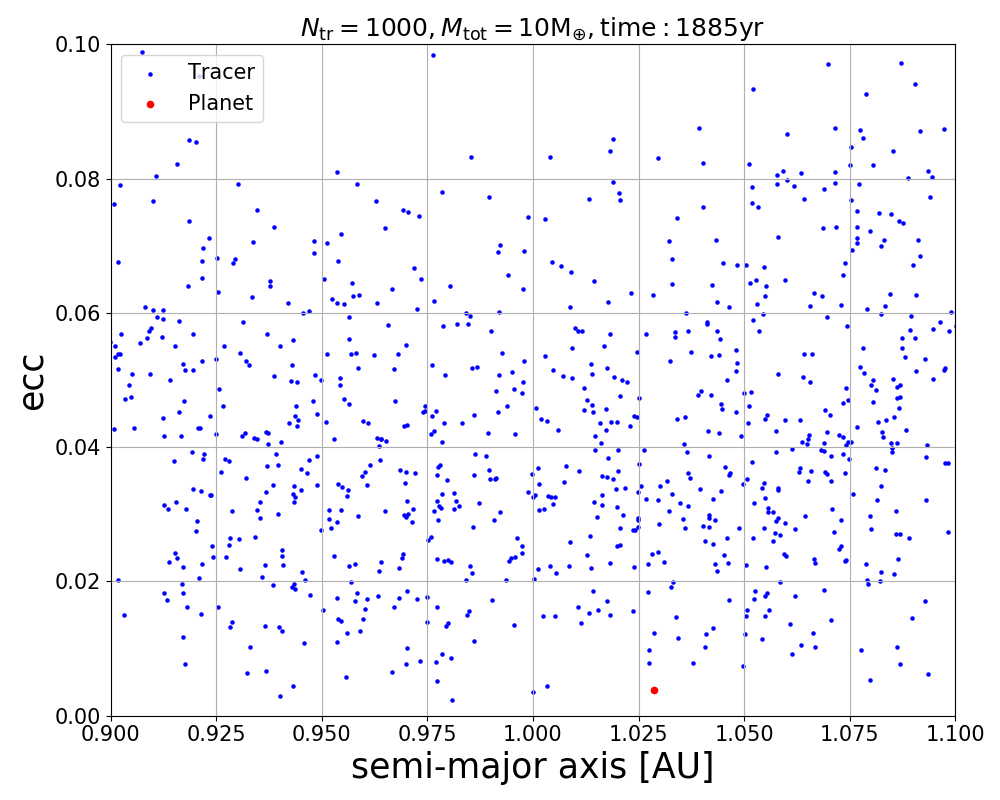 N_tr = 1000, M_tot = 10M_⊕, time : 1885yr
Tracer
Planet
0.10
0.08
0.06
0.04
0.02
0.00
ecc
0.900 0.925 0.950 0.975 1.000 1.025 1.050 1.075 1.100
semi-major axis [AU]